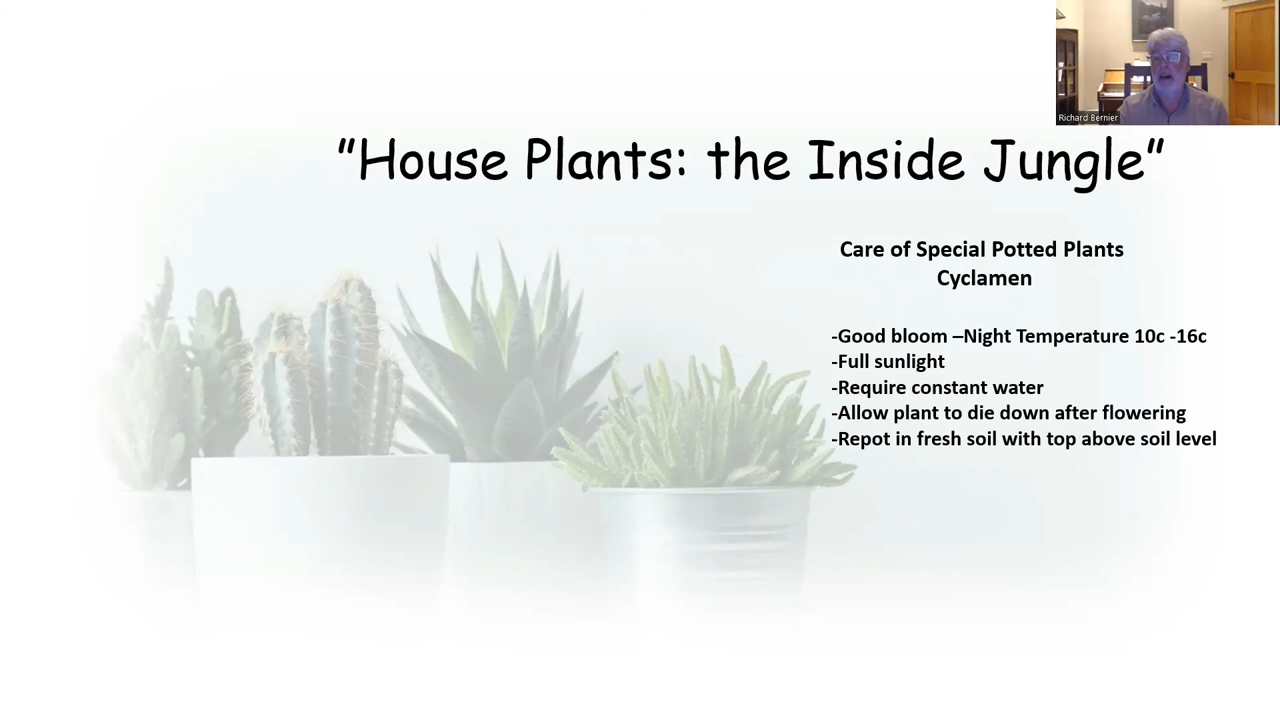 Richard Bernier
"House Plants: the Inside Jungle"
Care of Special Potted Plants
Cyclamen
-Good bloom –Night Temperature 10c -16c
-Full sunlight
-Require constant water
-Allow plant to die down after flowering
-Repot in fresh soil with top above soil level